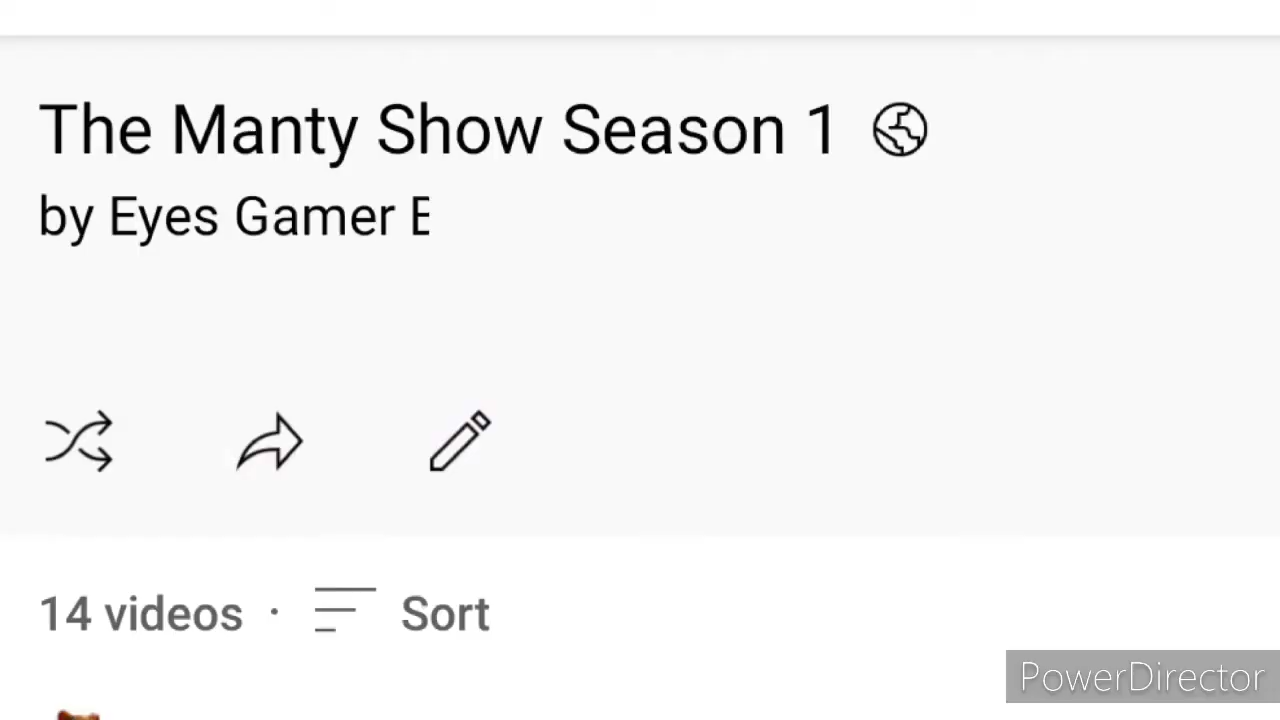 The Manty Show Season 1
by Eyes Gamer
14 videos · Sort
PowerDirector